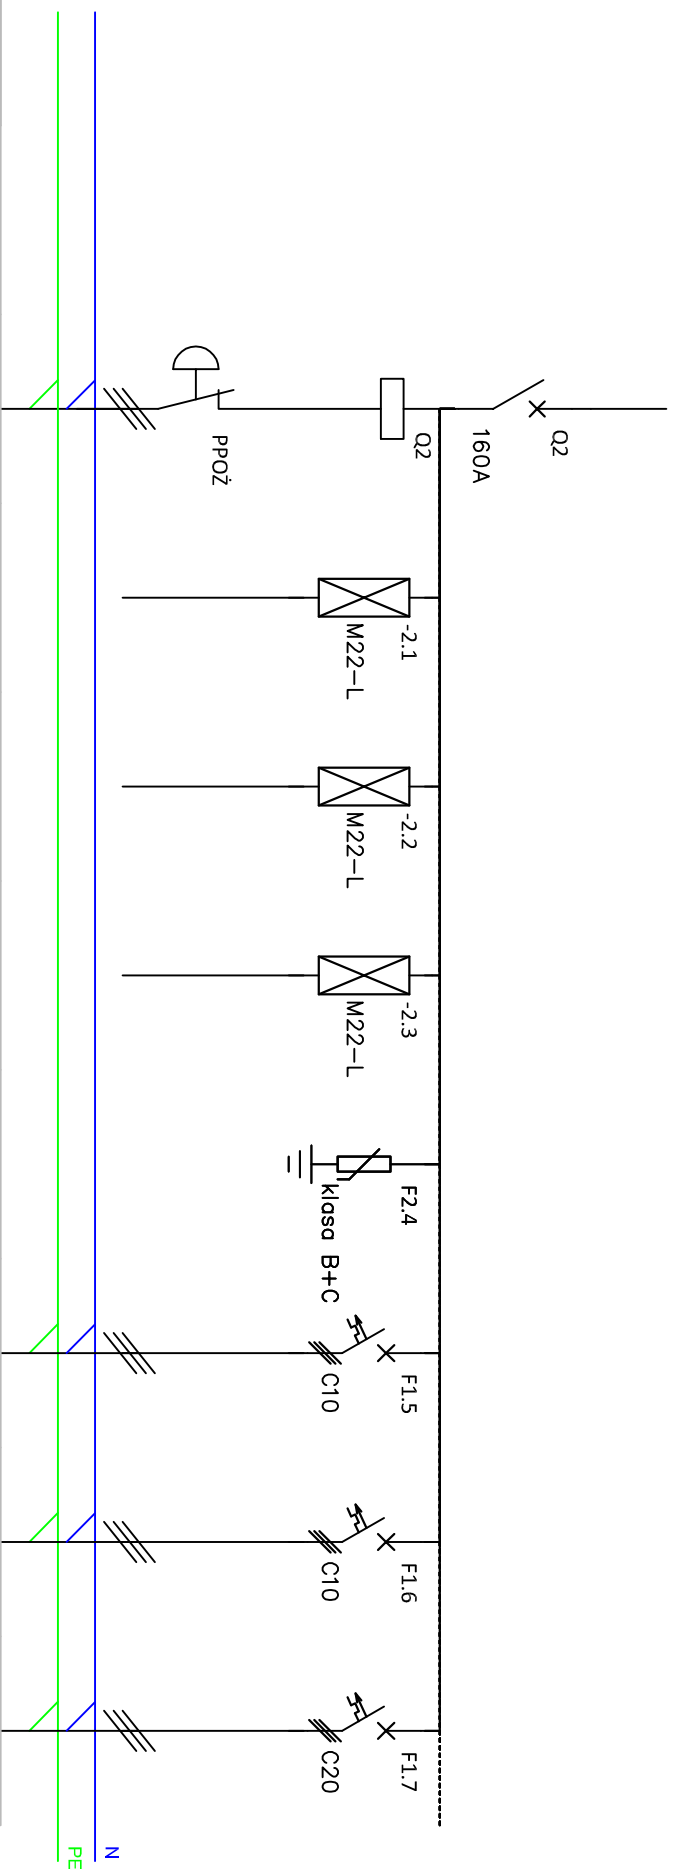 Q2
160A
Q2
PPOŻ
-2.1
M22-L
-2.2
M22-L
-2.3
M22-L
F2.4
klasa B+C
F1.5
C10
F1.6
C10
F1.7
C20
N
PE